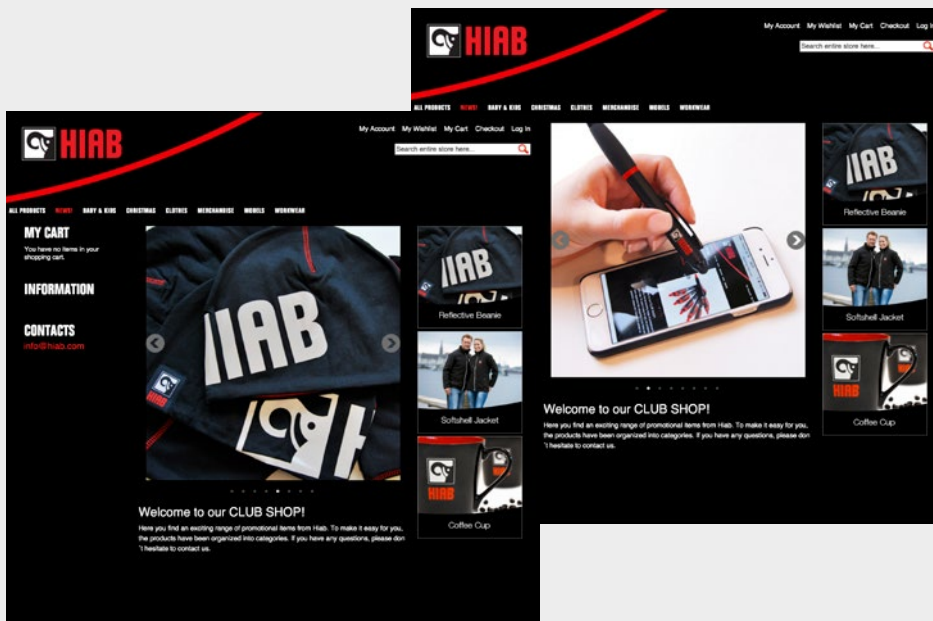 HIAB
My Account My Wishlist My Cart Checkout Log In
Search entire store here...
ALL PRODUCTS NEWS! BABY & KIDS CHRISTMAS CLOTHES MERCHANDISE MODELS WORKWEAR
MY CART
You have no items in your
shopping cart.
INFORMATION
CONTACTS
info@hiab.com
HIAB
HIAB
HIAB
Reflective Beanie
Softshell Jacket
HIAB
Coffee Cup
Welcome to our CLUB SHOP!
Here you find an exciting range of promotional items from Hiab. To make it easy for you,
the products have been organized into categories. If you have any questions, please don
't hesitate to contact us.
HIAB
My Account My Wishlist My Cart Checkout Log In
Search entire store here...
ALL PRODUCTS NEWS! BABY & KIDS CHRISTMAS CLOTHES MERCHANDISE MODELS WORKWEAR
HIAB
HIAB
Reflective Beanie
Softshell Jacket
HIAB
Coffee Cup
Welcome to our CLUB SHOP!
Here you find an exciting range of promotional items from Hiab. To make it easy for you,
the products have been organized into categories. If you have any questions, please don
't hesitate to contact us.